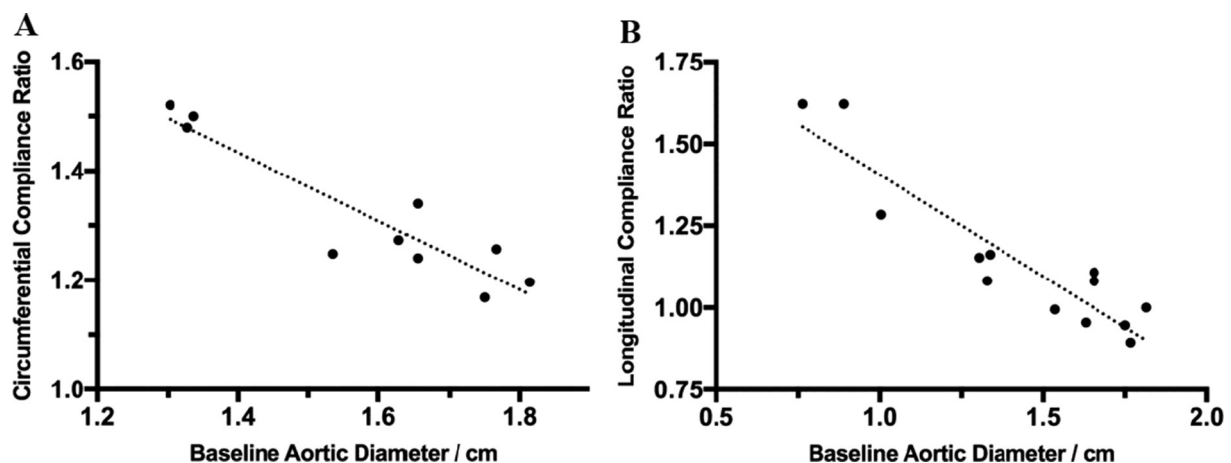 A
Circumferential Compliance Ratio
1.6
1.4
1.2
1.0
1.2
1.4
1.6
1.8
Baseline Aortic Diameter / cm
B
Longitudinal Compliance Ratio
1.75
1.50
1.25
1.00
0.75
0.5
1.0
1.5
2.0
Baseline Aortic Diameter / cm